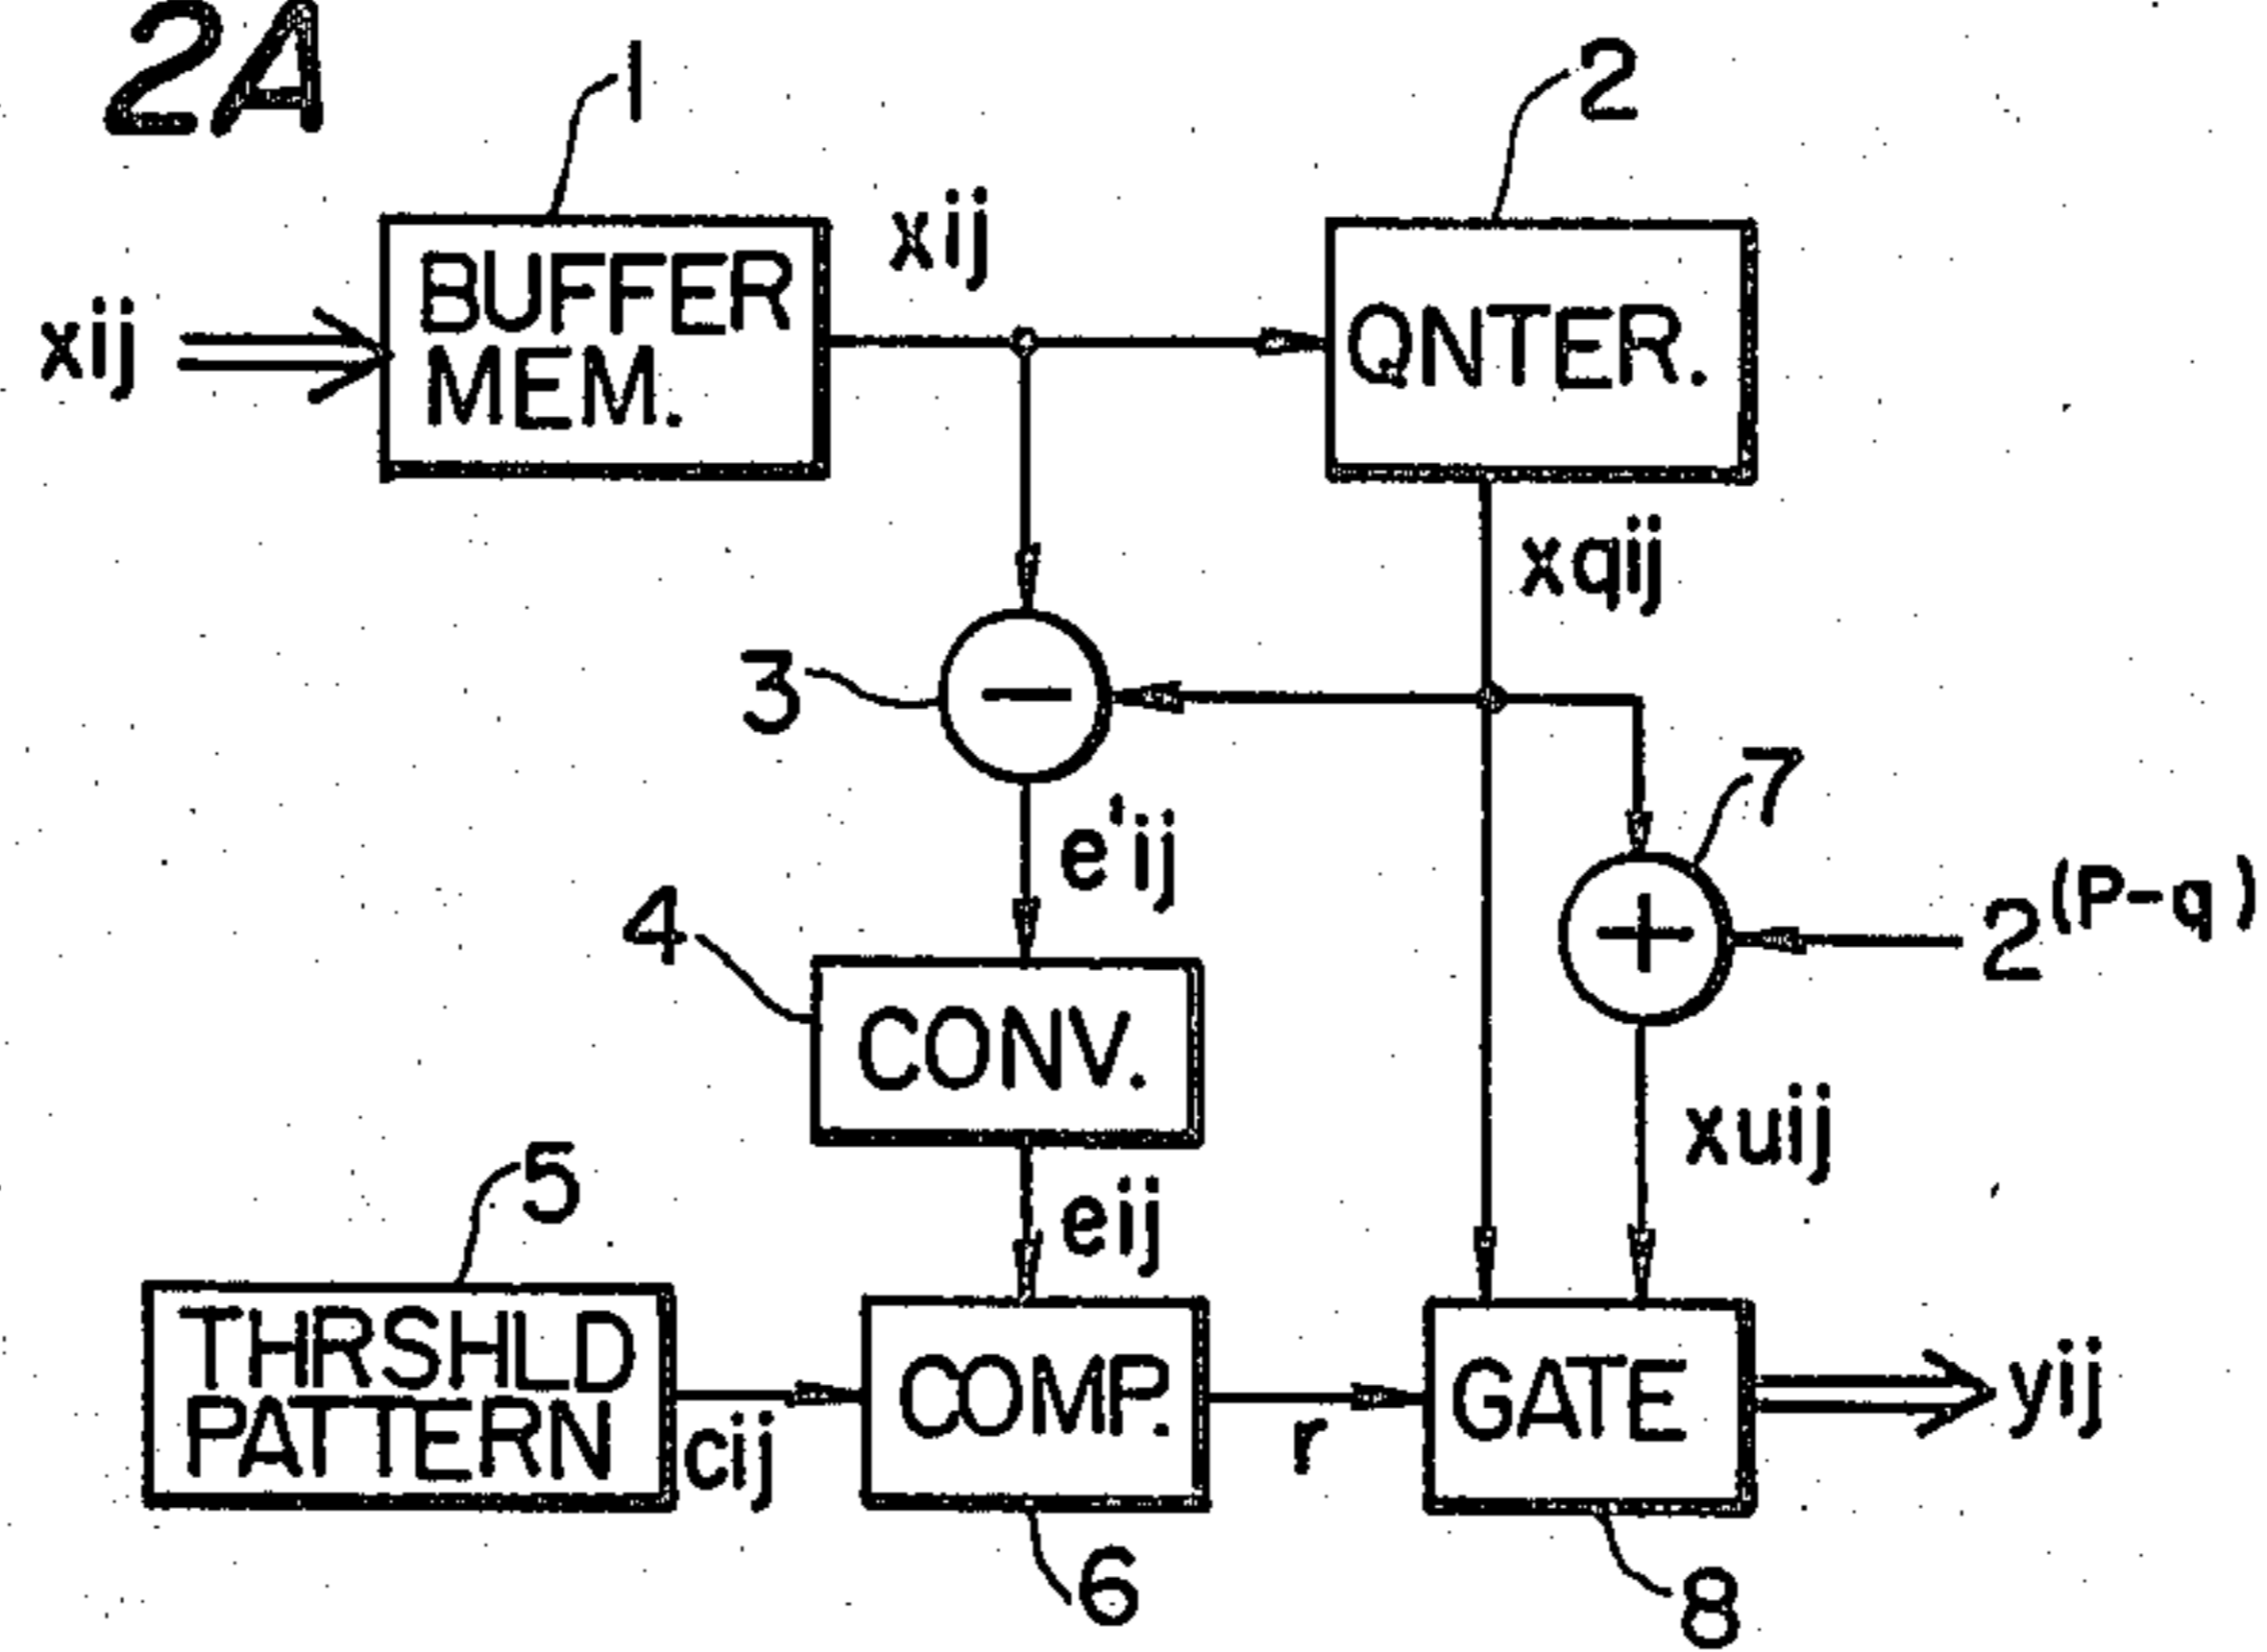 2A
1
2
xij
BUFFER
MEM.
xij
QNTER.
xqij
3
−
7
e'ij
+
2(P-q)
4
CONV.
xuij
eij
5
THRSHLD
PATTERN
cij
COMP.
r
GATE
yij
6
8